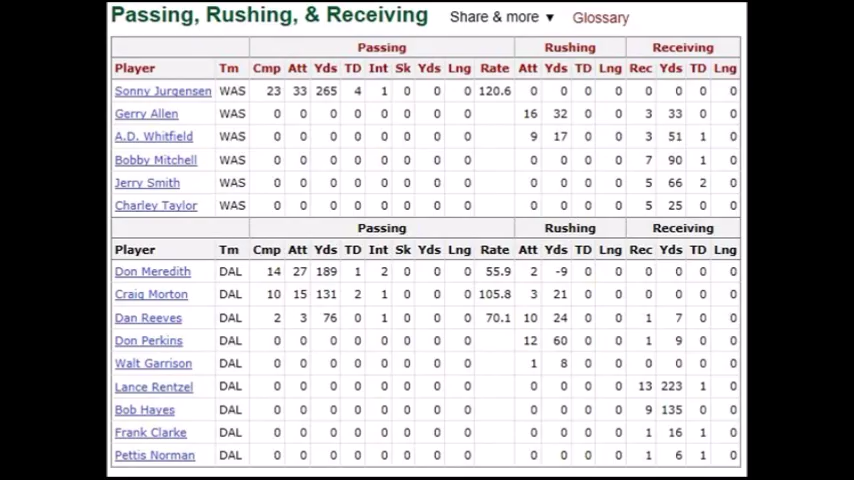 Passing, Rushing, & Receiving Share & more ▼ Glossary
Passing Rushing Receiving
Player Tm Cmp Att Yds TD Int Sk Yds Lng Rate Att Yds TD Lng Rec Yds TD Lng
Sonny Jurgensen WAS 23 33 265 4 1 0 0 0 120.6 0 0 0 0 0 0 0 0
Gerry Allen WAS 0 0 0 0 0 0 0 0 16 32 0 0 3 33 0 0
A.D. Whitfield WAS 0 0 0 0 0 0 0 0 9 17 0 0 3 51 1 0
Bobby Mitchell WAS 0 0 0 0 0 0 0 0 0 0 0 0 7 90 1 0
Jerry Smith WAS 0 0 0 0 0 0 0 0 0 0 0 0 5 66 2 0
Charley Taylor WAS 0 0 0 0 0 0 0 0 0 0 0 0 5 25 0 0
Passing Rushing Receiving
Player Tm Cmp Att Yds TD Int Sk Yds Lng Rate Att Yds TD Lng Rec Yds TD Lng
Don Meredith DAL 14 27 189 1 2 0 0 0 55.9 2 -9 0 0 0 0 0 0
Craig Morton DAL 10 15 131 2 1 0 0 0 105.8 3 21 0 0 0 0 0 0
Dan Reeves DAL 2 3 76 0 1 0 0 0 70.1 10 24 0 0 1 7 0 0
Don Perkins DAL 0 0 0 0 0 0 0 0 12 60 0 0 1 9 0 0
Walt Garrison DAL 0 0 0 0 0 0 0 0 1 8 0 0 0 0 0 0
Lance Rentzel DAL 0 0 0 0 0 0 0 0 0 0 0 0 13 223 1 0
Bob Hayes DAL 0 0 0 0 0 0 0 0 0 0 0 0 9 135 0 0
Frank Clarke DAL 0 0 0 0 0 0 0 0 0 0 0 0 1 16 1 0
Pettis Norman DAL 0 0 0 0 0 0 0 0 0 0 0 0 1 6 1 0